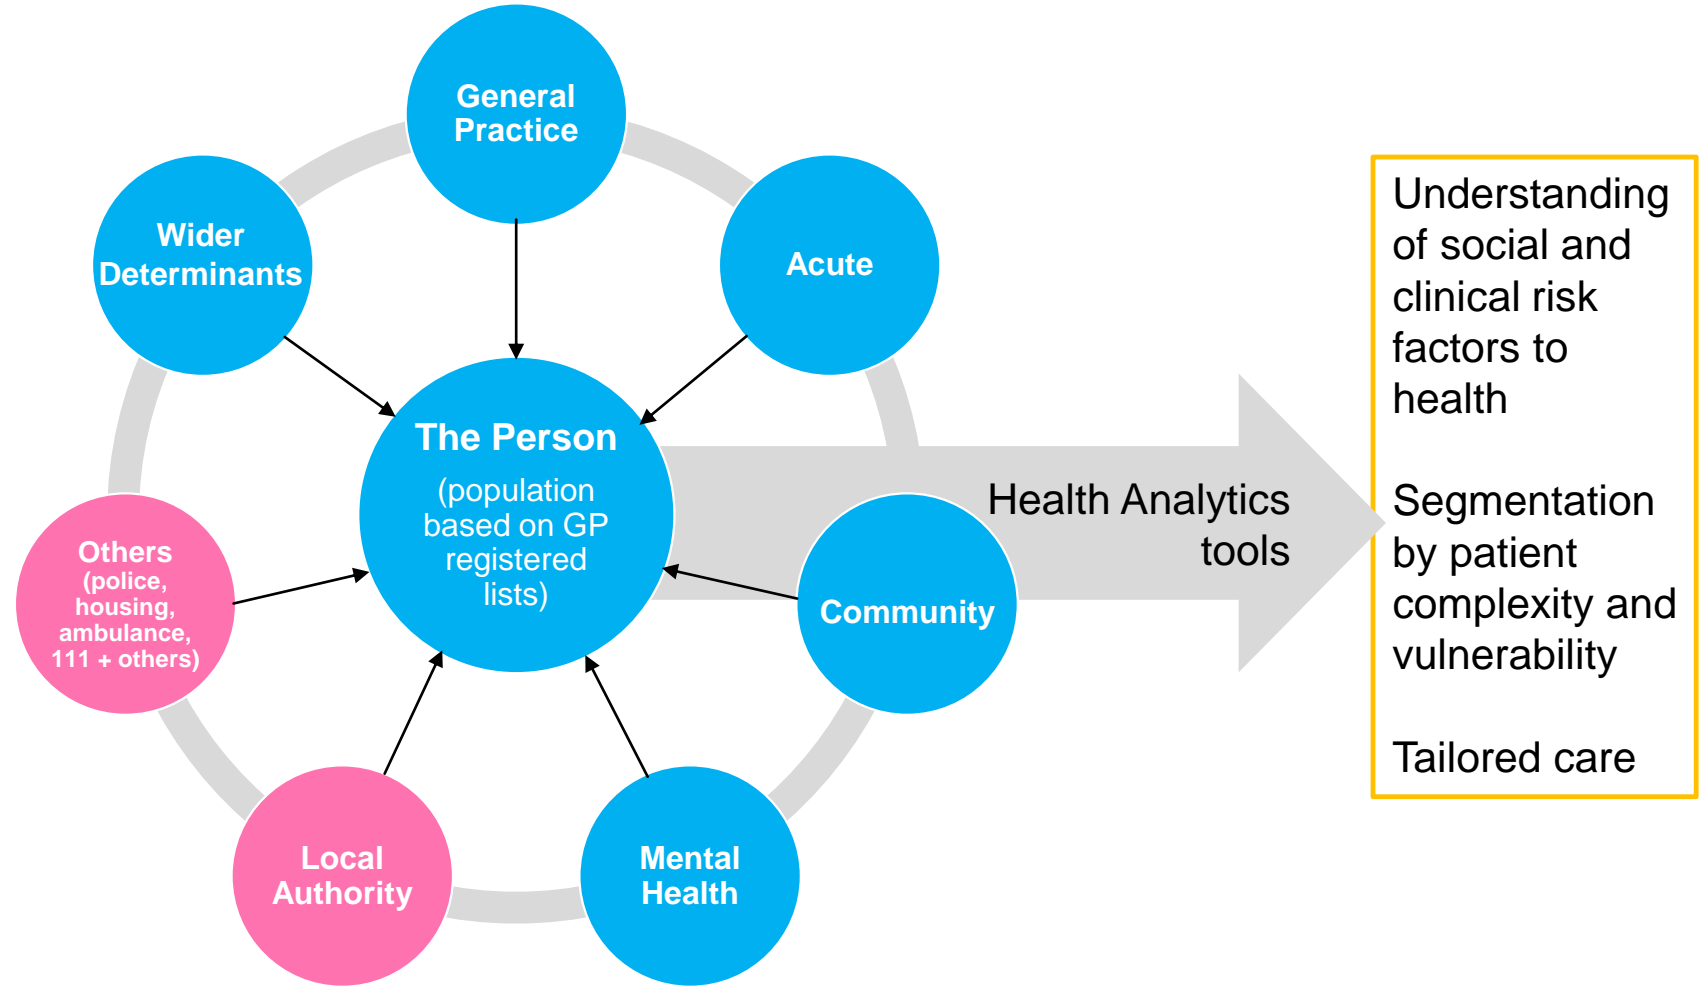 General
Practice
Wider
Determinants
Acute
The Person
(population
based on GP
registered
lists)
Others
(police,
housing,
ambulance,
111 + others)
Community
Local
Authority
Mental
Health
Health Analytics
tools
Understanding
of social and
clinical risk
factors to
health
Segmentation
by patient
complexity and
vulnerability
Tailored care